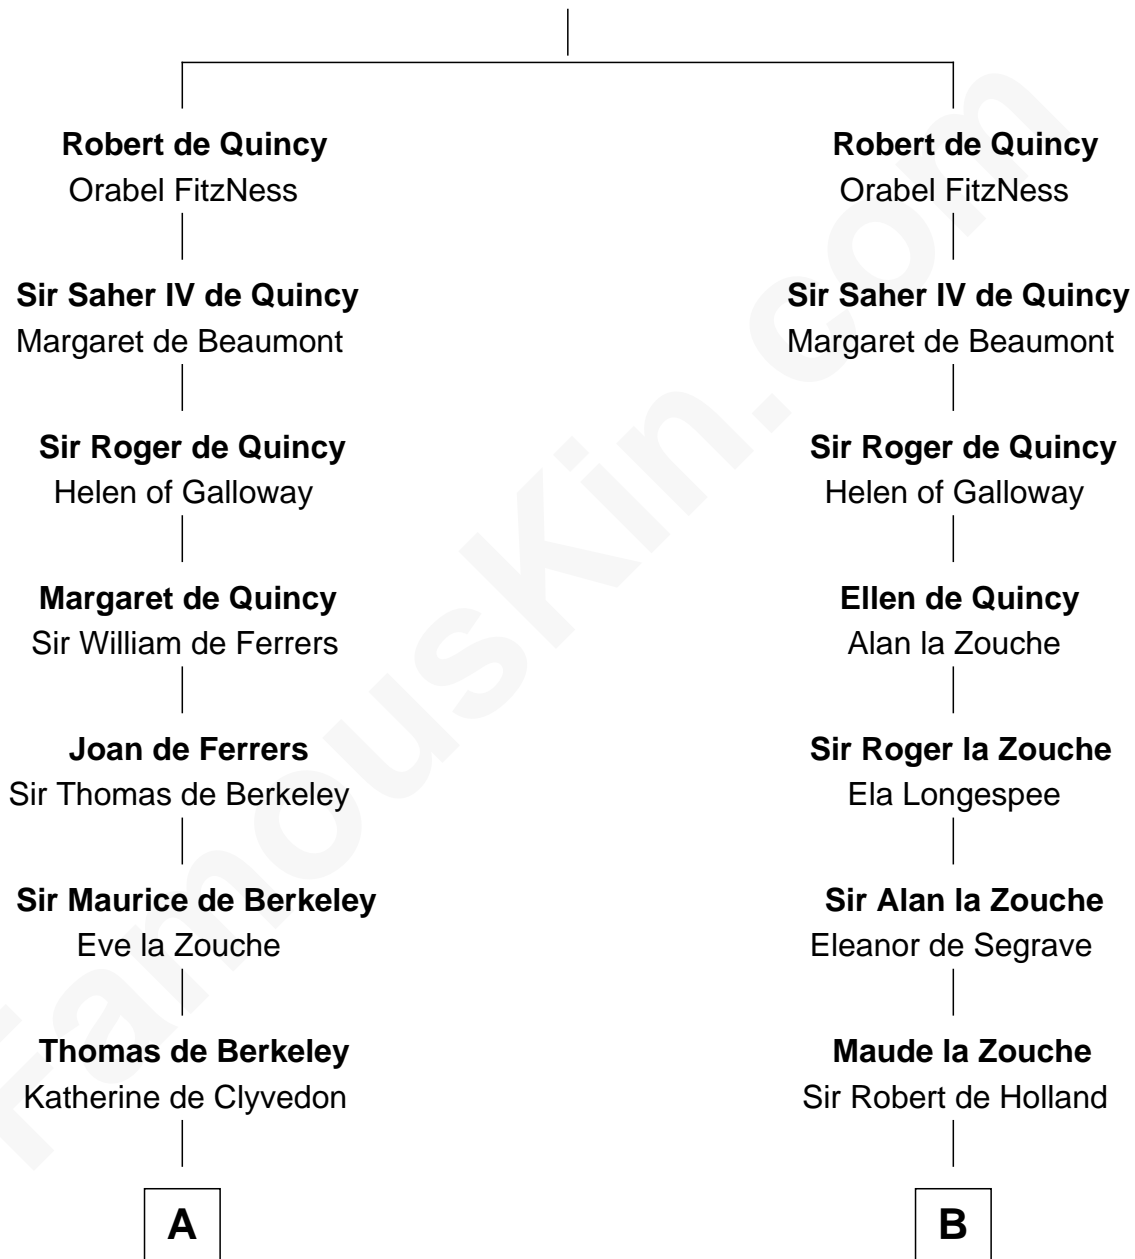 Robert de Quincy
Orabel FitzNess
Sir Saher IV de Quincy
Margaret de Beaumont
Sir Roger de Quincy
Helen of Galloway
Margaret de Quincy
Sir William de Ferrers
Joan de Ferrers
Sir Thomas de Berkeley
Sir Maurice de Berkeley
Eve la Zouche
Thomas de Berkeley
Katherine de Clyvedon
A
Robert de Quincy
Orabel FitzNess
Sir Saher IV de Quincy
Margaret de Beaumont
Sir Roger de Quincy
Helen of Galloway
Ellen de Quincy
Alan la Zouche
Sir Roger la Zouche
Ela Longespee
Sir Alan la Zouche
Eleanor de Segrave
Maude la Zouche
Sir Robert de Holland
B
FamousKin.com